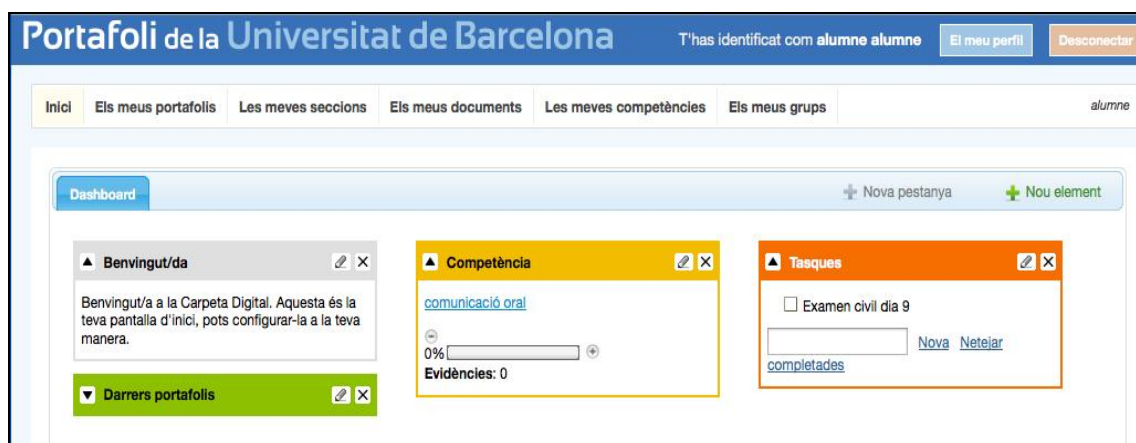 Portafoli de la Universitat de Barcelona
T'has identificat com alumne alumne
El meu perfil
Desconectar
Inici
Els meus portafolis
Les meves seccions
Els meus documents
Les meves competències
Els meus grups
alumne
Dashboard
Nova pestanya
Nou element
Benvingut/da
Benvingut/a a la Carpeta Digital. Aquesta és la
teva pantalla d'inici, pots configurar-la a la teva
manera.
Darrers portafolis
Competència
comunicació oral
0%
Evidències: 0
Tasques
Examen civil dia 9
Nova Netejar
completades